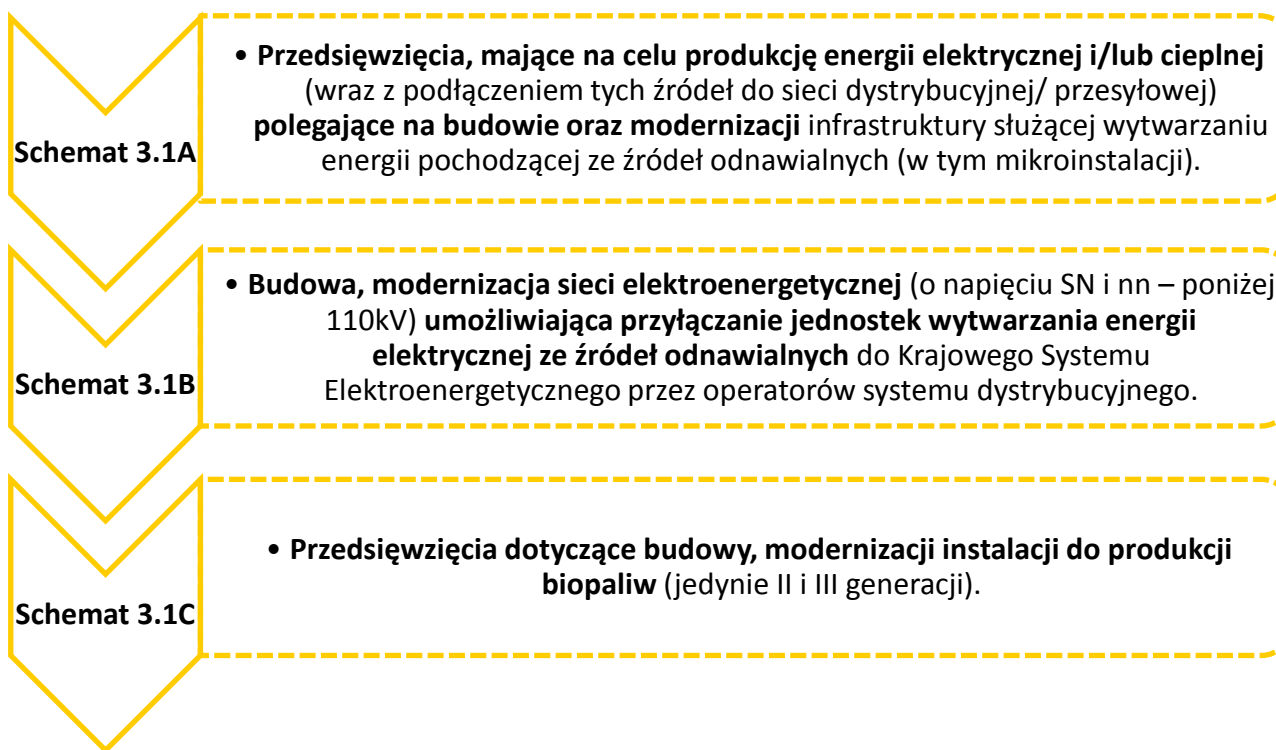 Schemat 3.1A
• Przedsięwzięcia, mające na celu produkcję energii elektrycznej i/lub cieplnej
(wraz z podłączeniem tych źródeł do sieci dystrybucyjnej/ przesyłowej)
polegające na budowie oraz modernizacji infrastruktury służącej wytwarzaniu
energii pochodzącej ze źródeł odnawialnych (w tym mikroinstalacji).
Schemat 3.1B
• Budowa, modernizacja sieci elektroenergetycznej (o napięciu SN i nn – poniżej
110kV) umożliwiająca przyłączanie jednostek wytwarzania energii
elektrycznej ze źródeł odnawialnych do Krajowego Systemu
Elektroenergetycznego przez operatorów systemu dystrybucyjnego.
Schemat 3.1C
• Przedsięwzięcia dotyczące budowy, modernizacji instalacji do produkcji
biopaliw (jedynie II i III generacji).